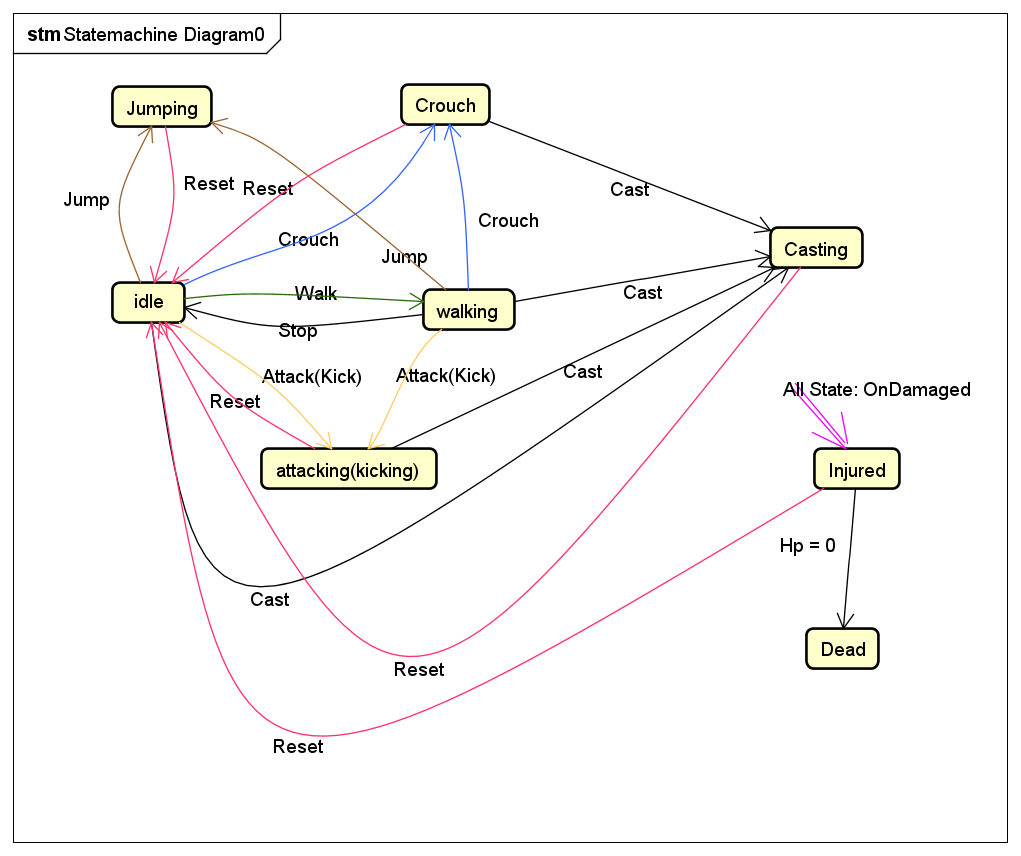 stm Statemachine Diagram0
Jumping
Crouch
Reset
Reset
Cast
Jump
Crouch
Crouch
Jump
Casting
idle
Walk
walking
Cast
Stop
Attack(Kick)
Attack(Kick)
Cast
All State: OnDamaged
Reset
attacking(kicking)
Injured
Hp = 0
Cast
Dead
Reset
Reset